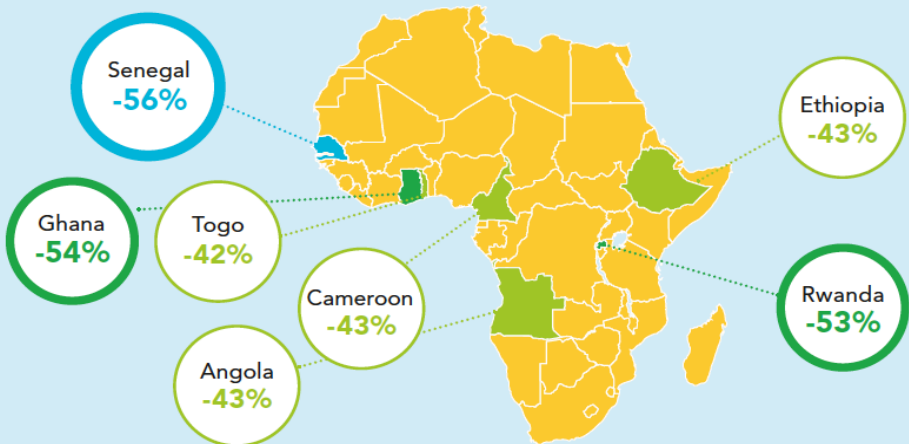 Senegal
-56%
Ethiopia
-43%
Ghana
-54%
Togo
-42%
Cameroon
-43%
Rwanda
-53%
Angola
-43%